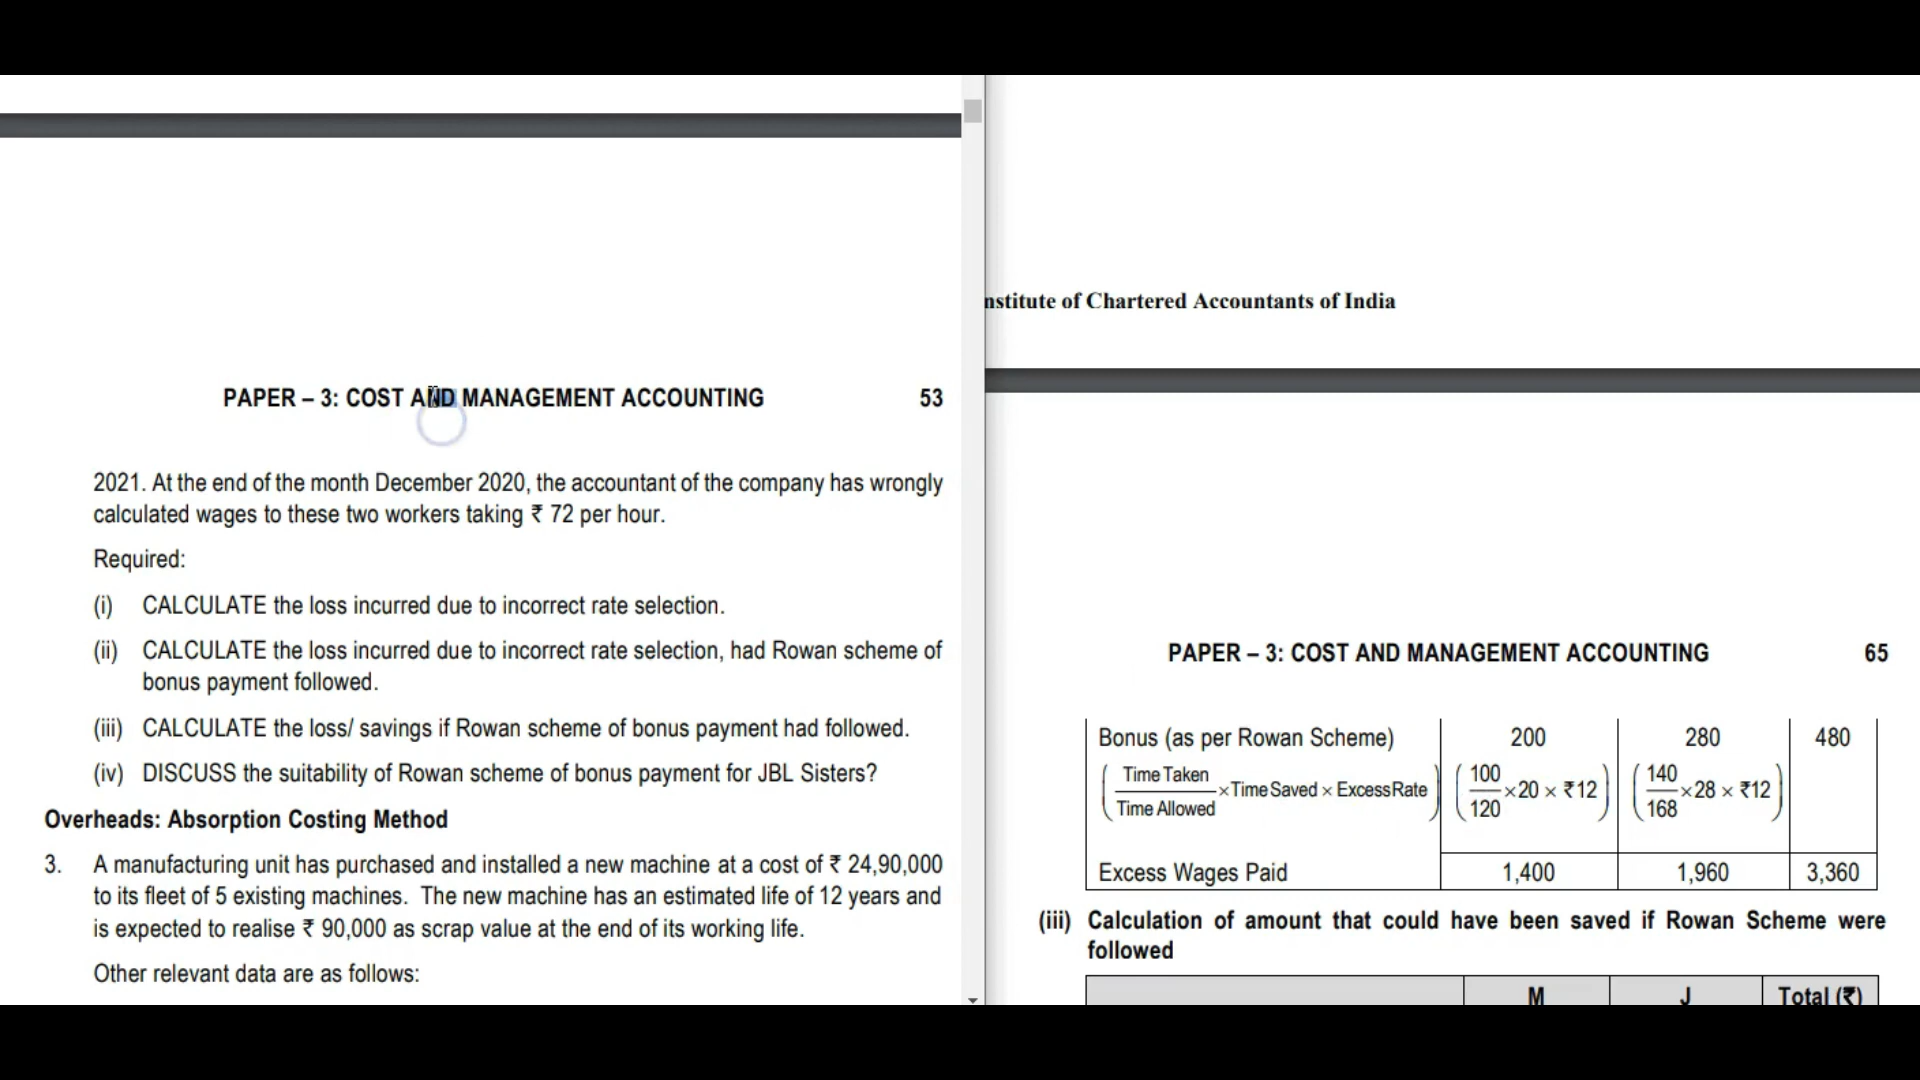 PAPER – 3: COST AND MANAGEMENT ACCOUNTING 53
2021. At the end of the month December 2020, the accountant of the company has wrongly
calculated wages to these two workers taking ₹ 72 per hour.
Required:
(i) CALCULATE the loss incurred due to incorrect rate selection.
(ii) CALCULATE the loss incurred due to incorrect rate selection, had Rowan scheme of
bonus payment followed.
(iii) CALCULATE the loss/ savings if Rowan scheme of bonus payment had followed.
(iv) DISCUSS the suitability of Rowan scheme of bonus payment for JBL Sisters?
Overheads: Absorption Costing Method
3. A manufacturing unit has purchased and installed a new machine at a cost of ₹ 24,90,000
to its fleet of 5 existing machines. The new machine has an estimated life of 12 years and
is expected to realise ₹ 90,000 as scrap value at the end of its working life.
Other relevant data are as follows:
nstitute of Chartered Accountants of India
PAPER – 3: COST AND MANAGEMENT ACCOUNTING 65
Bonus (as per Rowan Scheme) 200 280 480
(Time Taken / Time Allowed × Time Saved × Excess Rate) (100 / 120 × 20 × ₹12) (140 / 168 × 28 × ₹12)
Excess Wages Paid 1,400 1,960 3,360
(iii) Calculation of amount that could have been saved if Rowan Scheme were
followed
M J Total (₹)